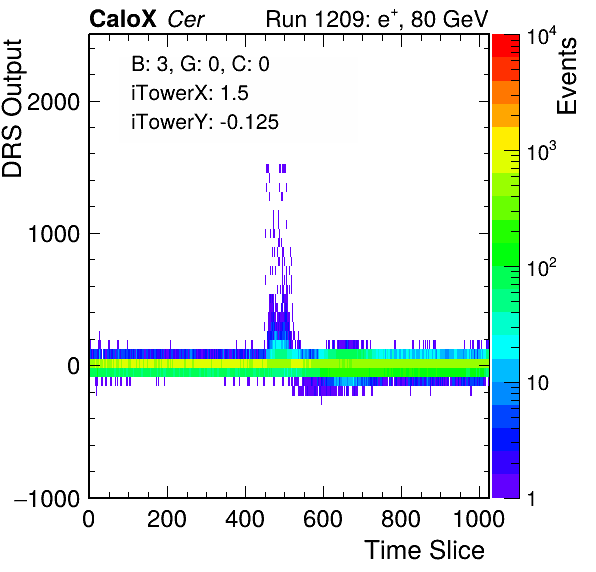 CaloX Cer
Run 1209: e+, 80 GeV
B: 3, G: 0, C: 0
iTowerX: 1.5
iTowerY: -0.125
DRS Output
2000
1000
0
−1000
0 200 400 600 800 1000
Time Slice
Events
10^4
10^3
10^2
10
1